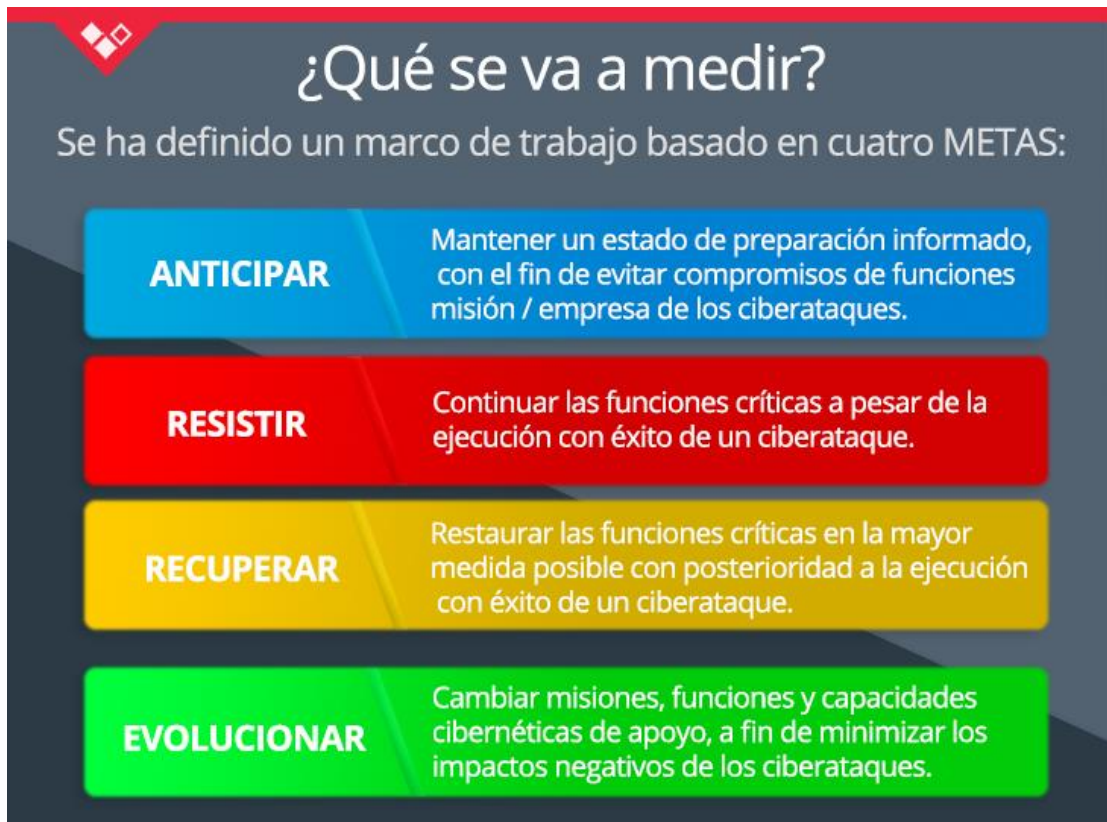 ¿Qué se va a medir?
Se ha definido un marco de trabajo basado en cuatro METAS:
ANTICIPAR
Mantener un estado de preparación informado,
con el fin de evitar compromisos de funciones
misión / empresa de los ciberataques.
RESISTIR
Continuar las funciones críticas a pesar de la
ejecución con éxito de un ciberataque.
RECUPERAR
Restaurar las funciones críticas en la mayor
medida posible con posterioridad a la ejecución
con éxito de un ciberataque.
EVOLUCIONAR
Cambiar misiones, funciones y capacidades
cibernéticas de apoyo, a fin de minimizar los
impactos negativos de los ciberataques.